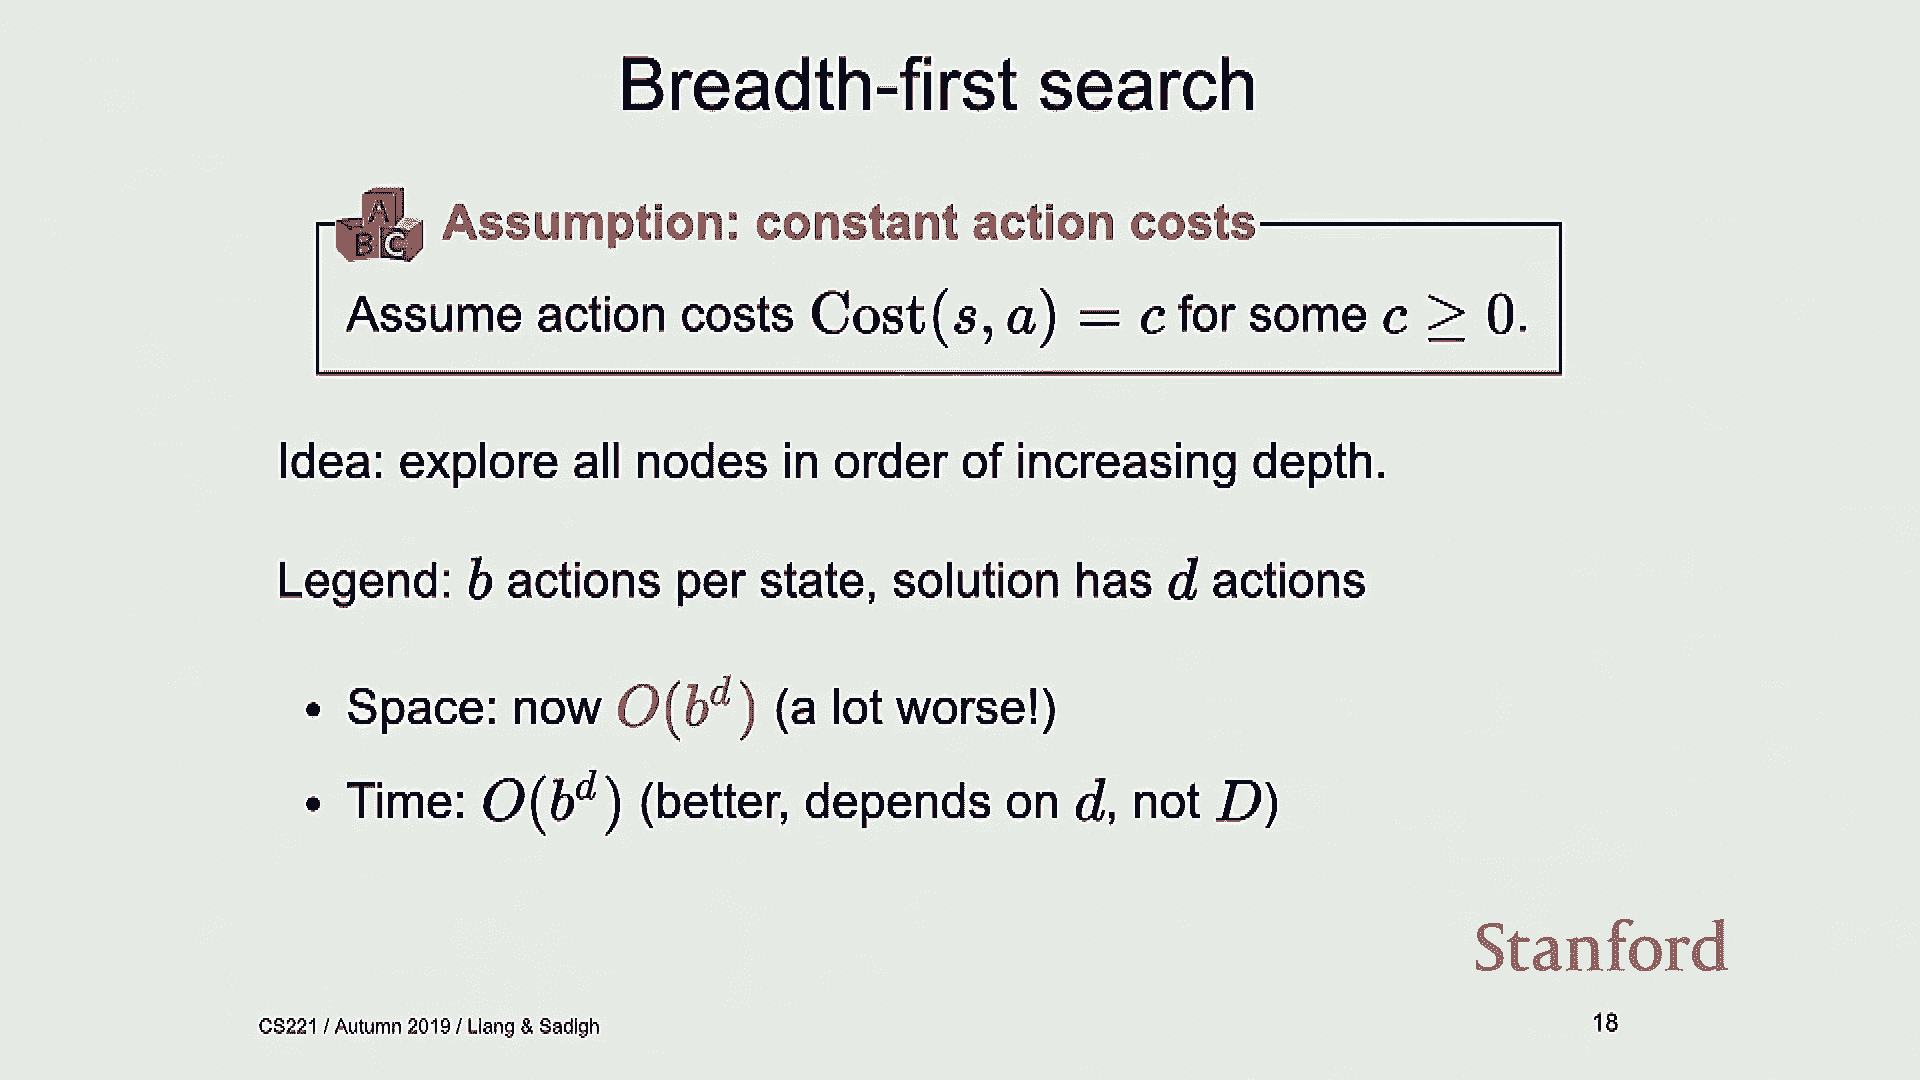 Breadth-first search
A
B C
Assumption: constant action costs
Assume action costs Cost(s, a) = c for some c ≥ 0.
Idea: explore all nodes in order of increasing depth.
Legend: b actions per state, solution has d actions
• Space: now O(b^d) (a lot worse!)
• Time: O(b^d) (better, depends on d, not D)
Stanford
CS221 / Autumn 2019 / Liang & Sadigh
18